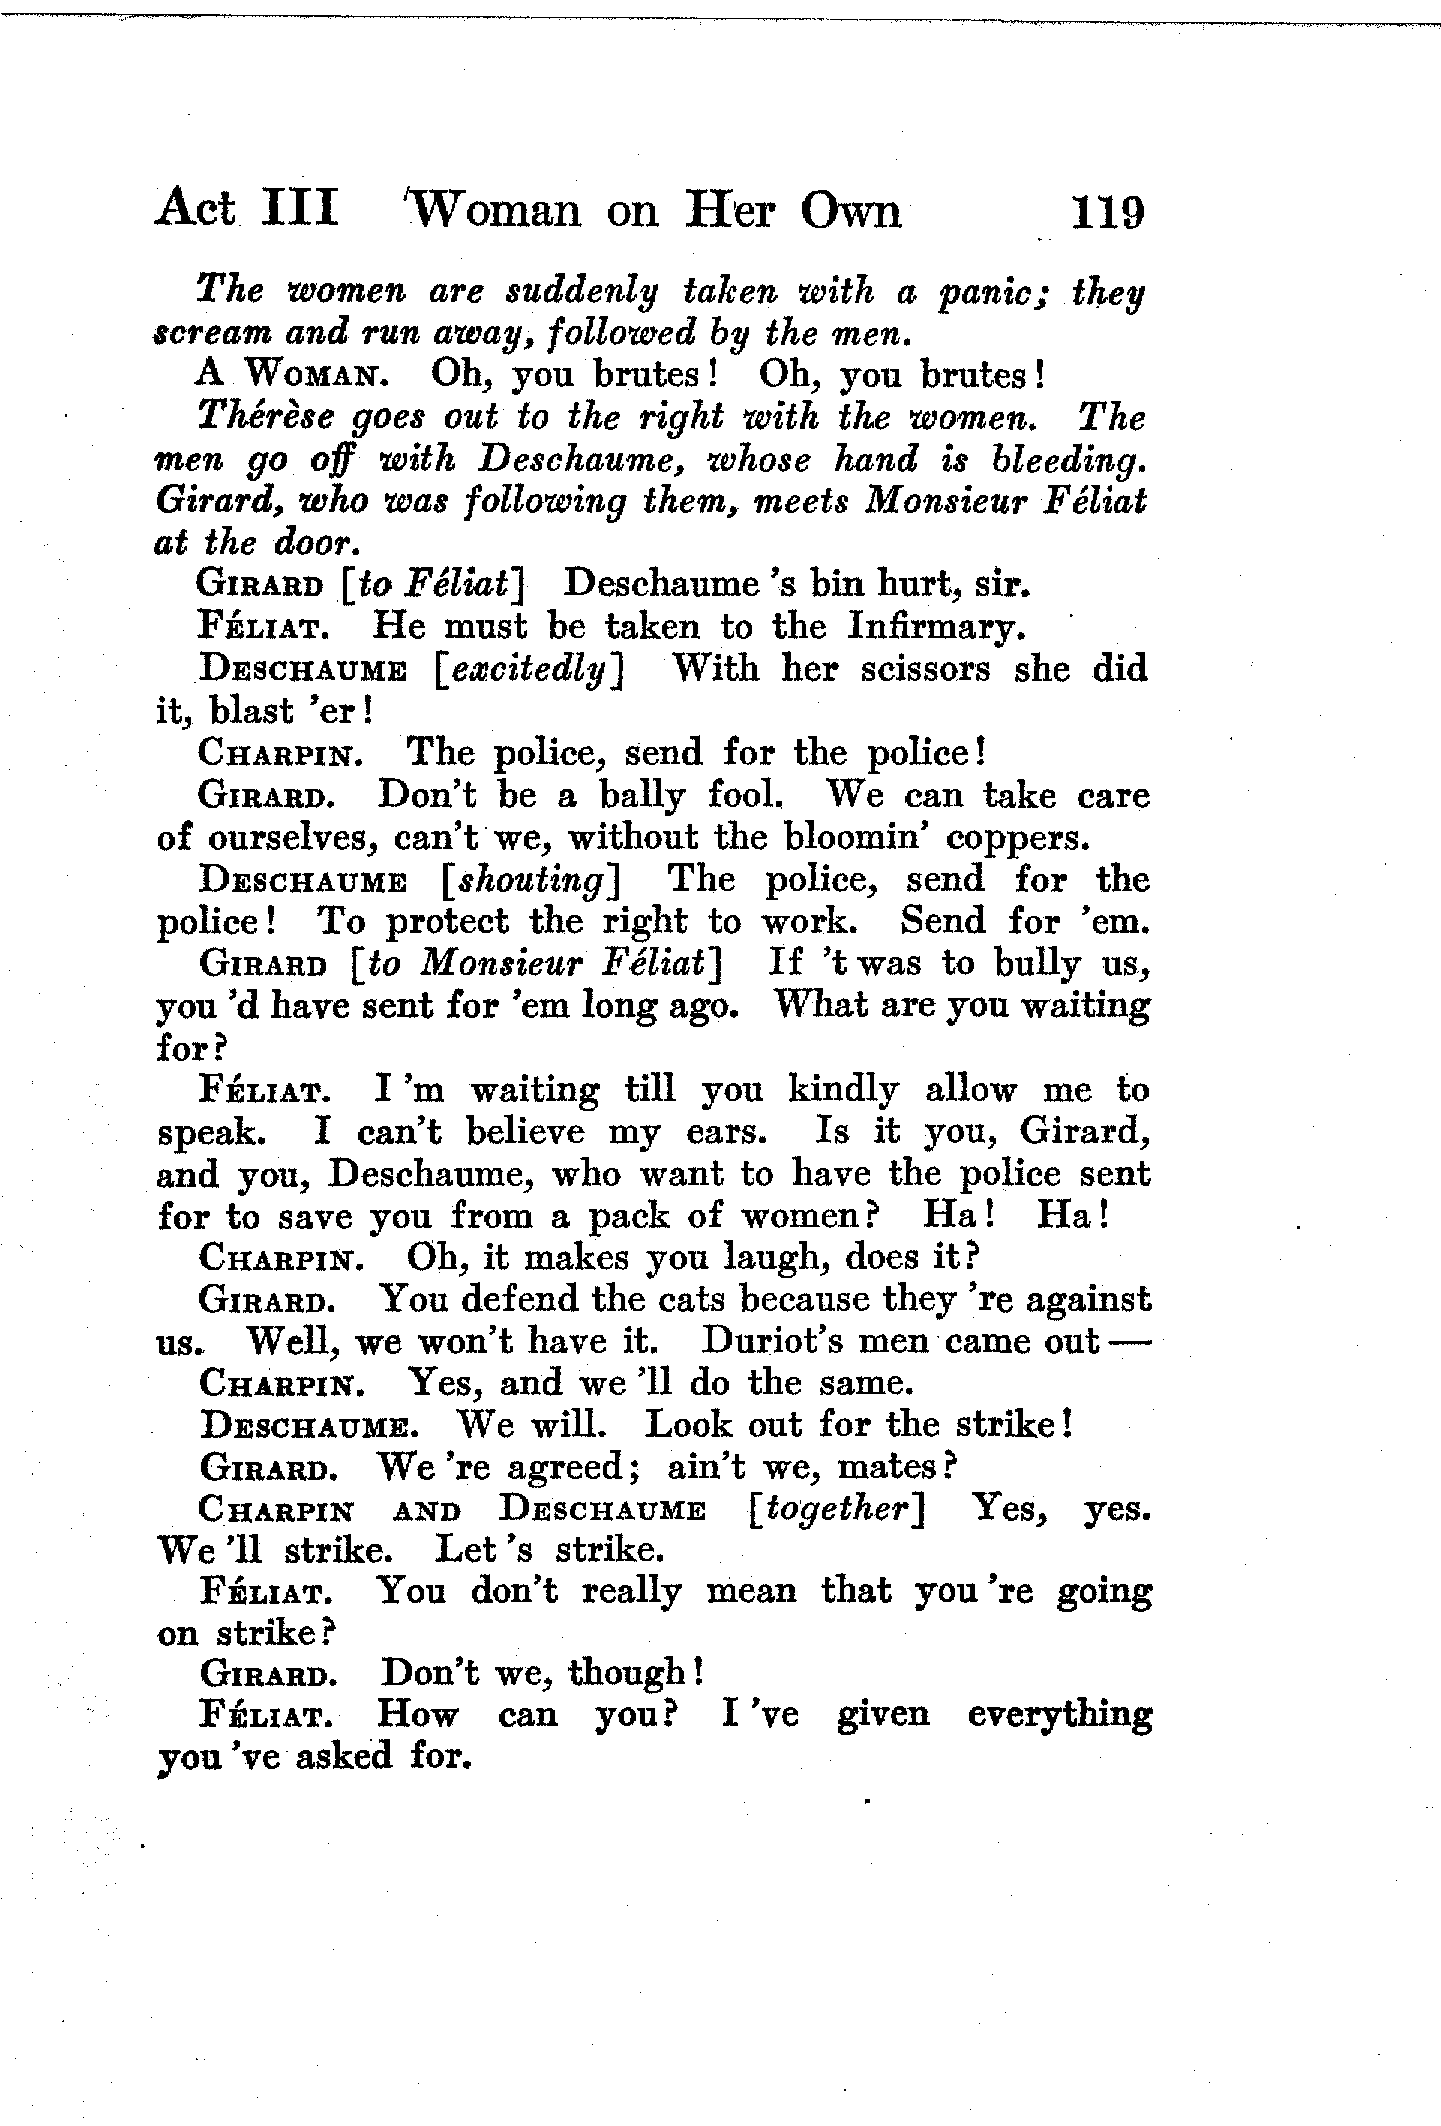 Act III Woman on Her Own 119
The women are suddenly taken with a panic; they
scream and run away, followed by the men.
A WOMAN. Oh, you brutes! Oh, you brutes!
Thérèse goes out to the right with the women. The
men go off with Deschaume, whose hand is bleeding.
Girard, who was following them, meets Monsieur Féliat
at the door.
GIRARD [to Féliat] Deschaume 's bin hurt, sir.
FÉLIAT. He must be taken to the Infirmary.
DESCHAUME [excitedly] With her scissors she did
it, blast 'er!
CHARPIN. The police, send for the police!
GIRARD. Don't be a bally fool. We can take care
of ourselves, can't we, without the bloomin' coppers.
DESCHAUME [shouting] The police, send for the
police! To protect the right to work. Send for 'em.
GIRARD [to Monsieur Féliat] If 't was to bully us,
you 'd have sent for 'em long ago. What are you waiting
for?
FÉLIAT. I 'm waiting till you kindly allow me to
speak. I can't believe my ears. Is it you, Girard,
and you, Deschaume, who want to have the police sent
for to save you from a pack of women? Ha! Ha!
CHARPIN. Oh, it makes you laugh, does it?
GIRARD. You defend the cats because they 're against
us. Well, we won't have it. Duriot's men came out—
CHARPIN. Yes, and we 'll do the same.
DESCHAUME. We will. Look out for the strike!
GIRARD. We 're agreed; ain't we, mates?
CHARPIN AND DESCHAUME [together] Yes, yes.
We 'll strike. Let 's strike.
FÉLIAT. You don't really mean that you 're going
on strike?
GIRARD. Don't we, though!
FÉLIAT. How can you? I 've given everything
you 've asked for.